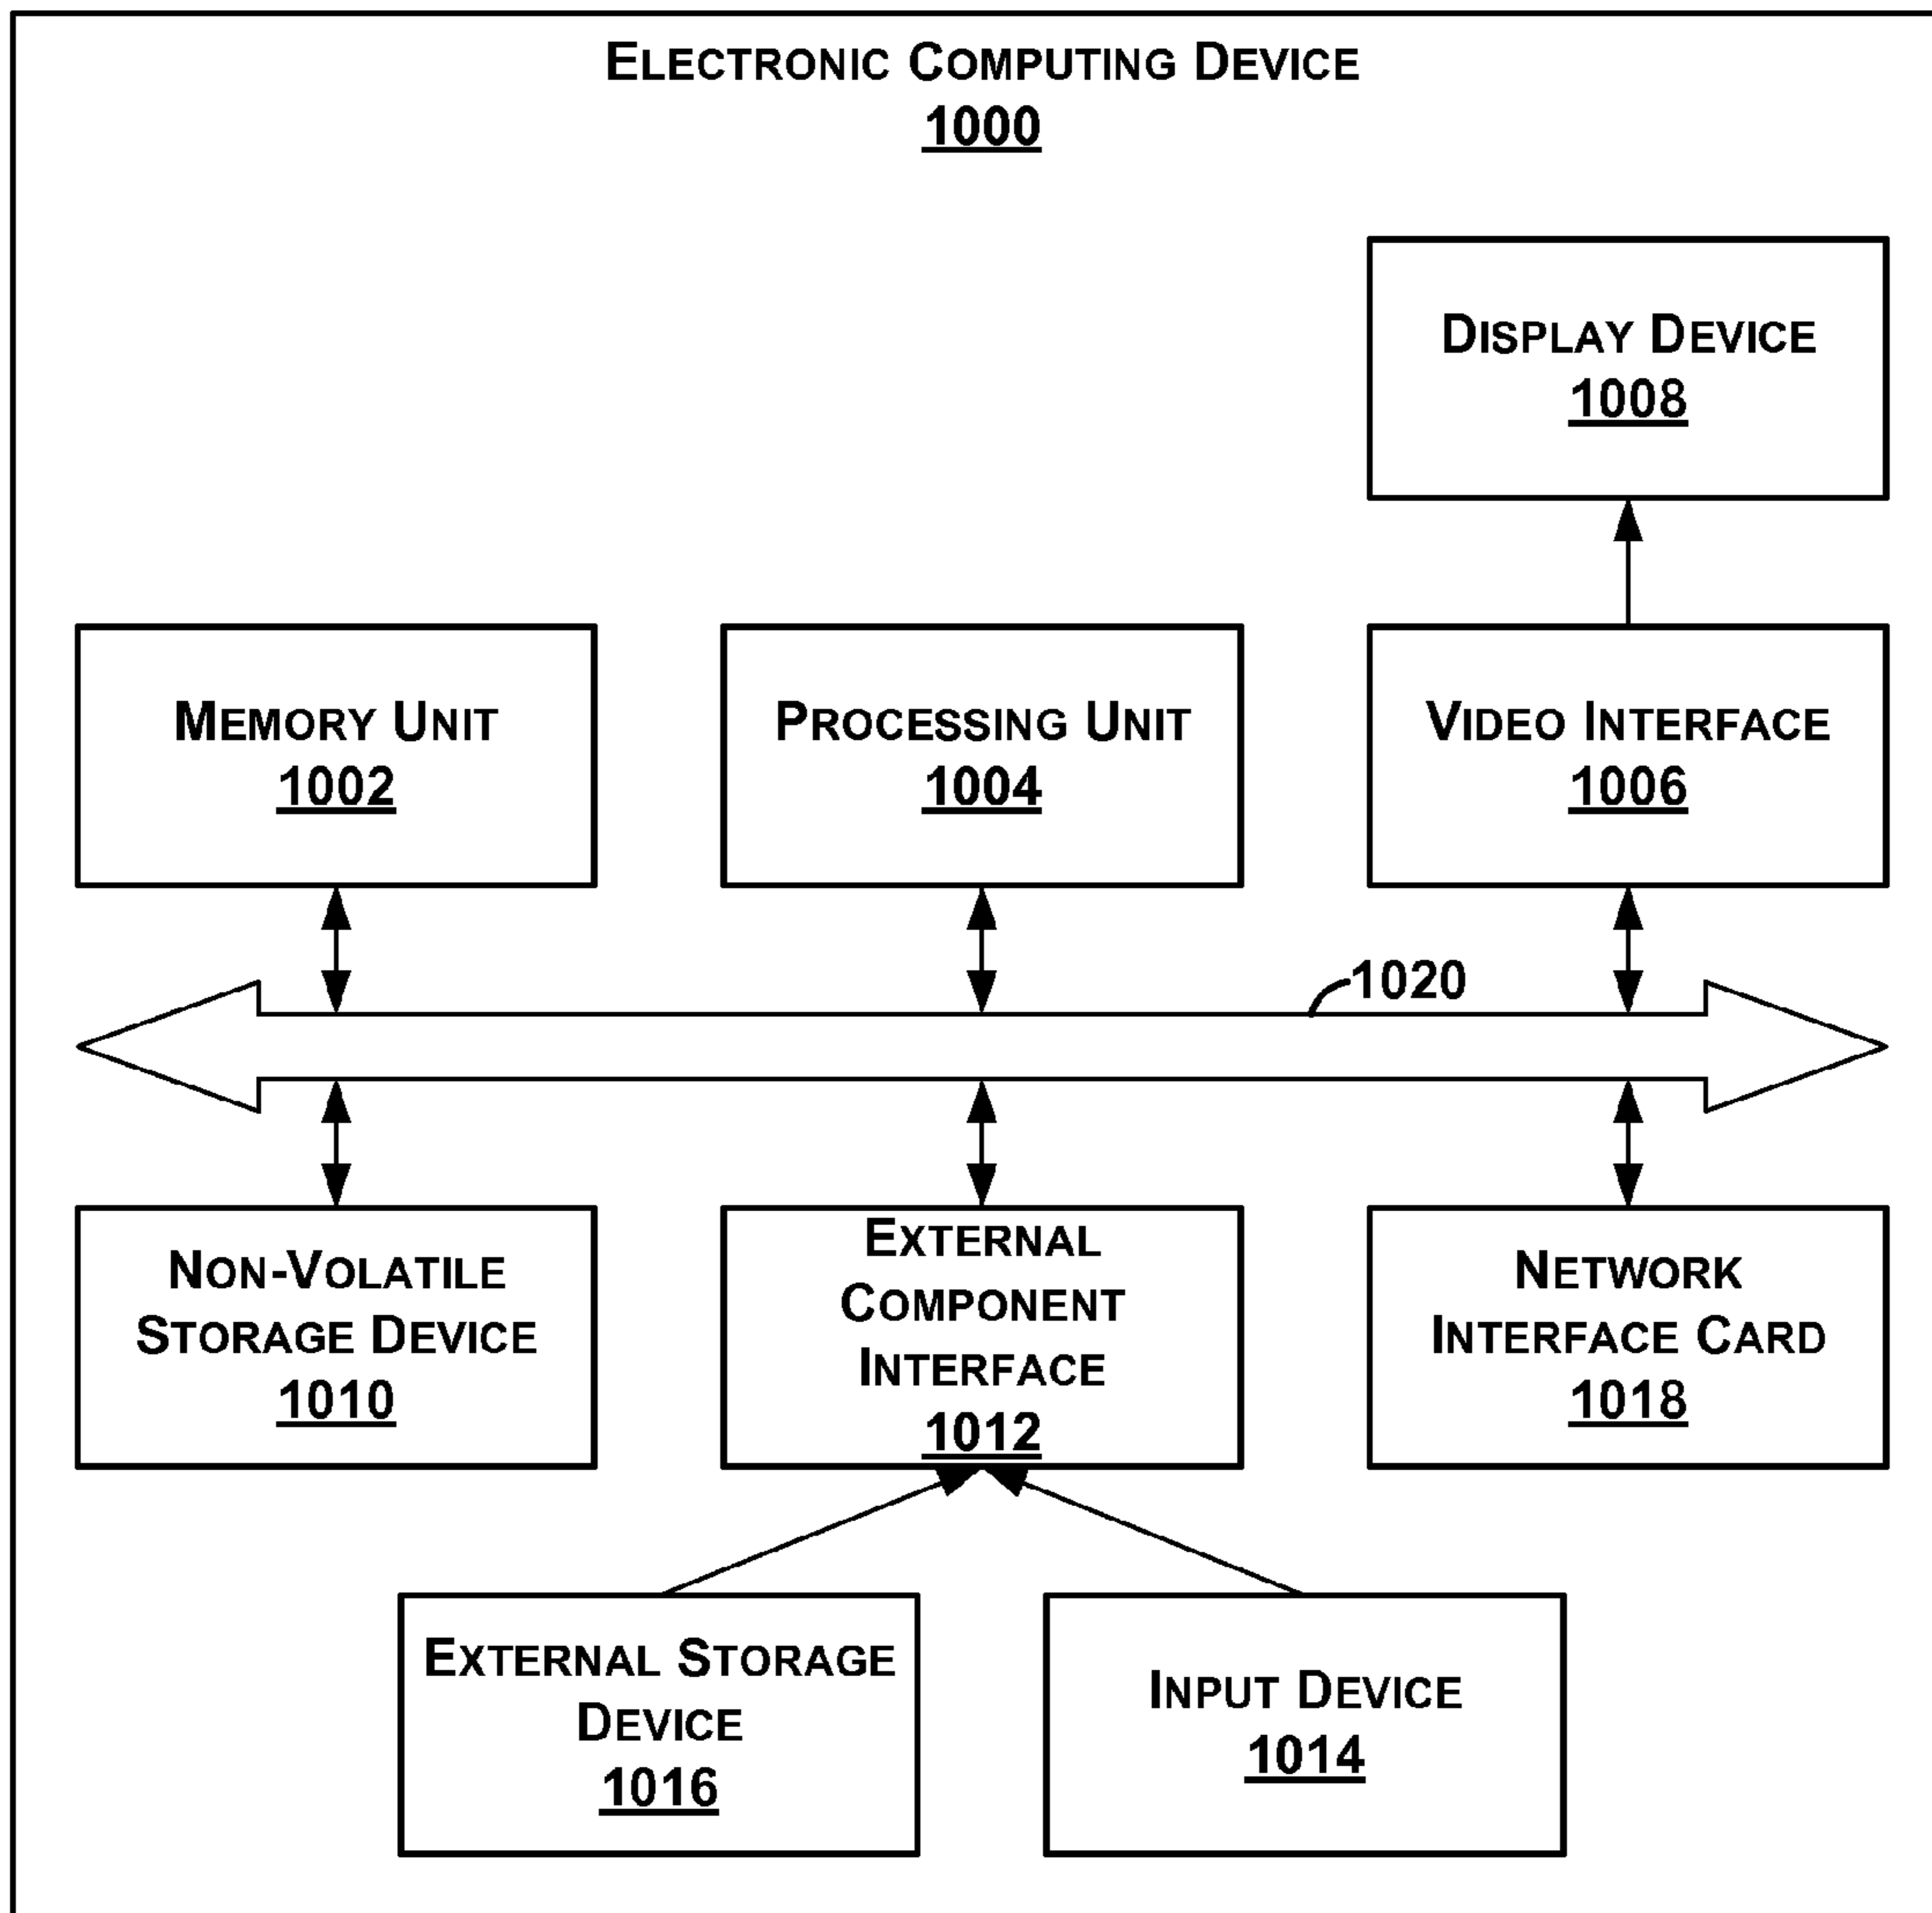 ELECTRONIC COMPUTING DEVICE
1000
DISPLAY DEVICE
1008
MEMORY UNIT
1002
PROCESSING UNIT
1004
VIDEO INTERFACE
1006
1020
NON-VOLATILE
STORAGE DEVICE
1010
EXTERNAL
COMPONENT
INTERFACE
1012
NETWORK
INTERFACE CARD
1018
EXTERNAL STORAGE
DEVICE
1016
INPUT DEVICE
1014